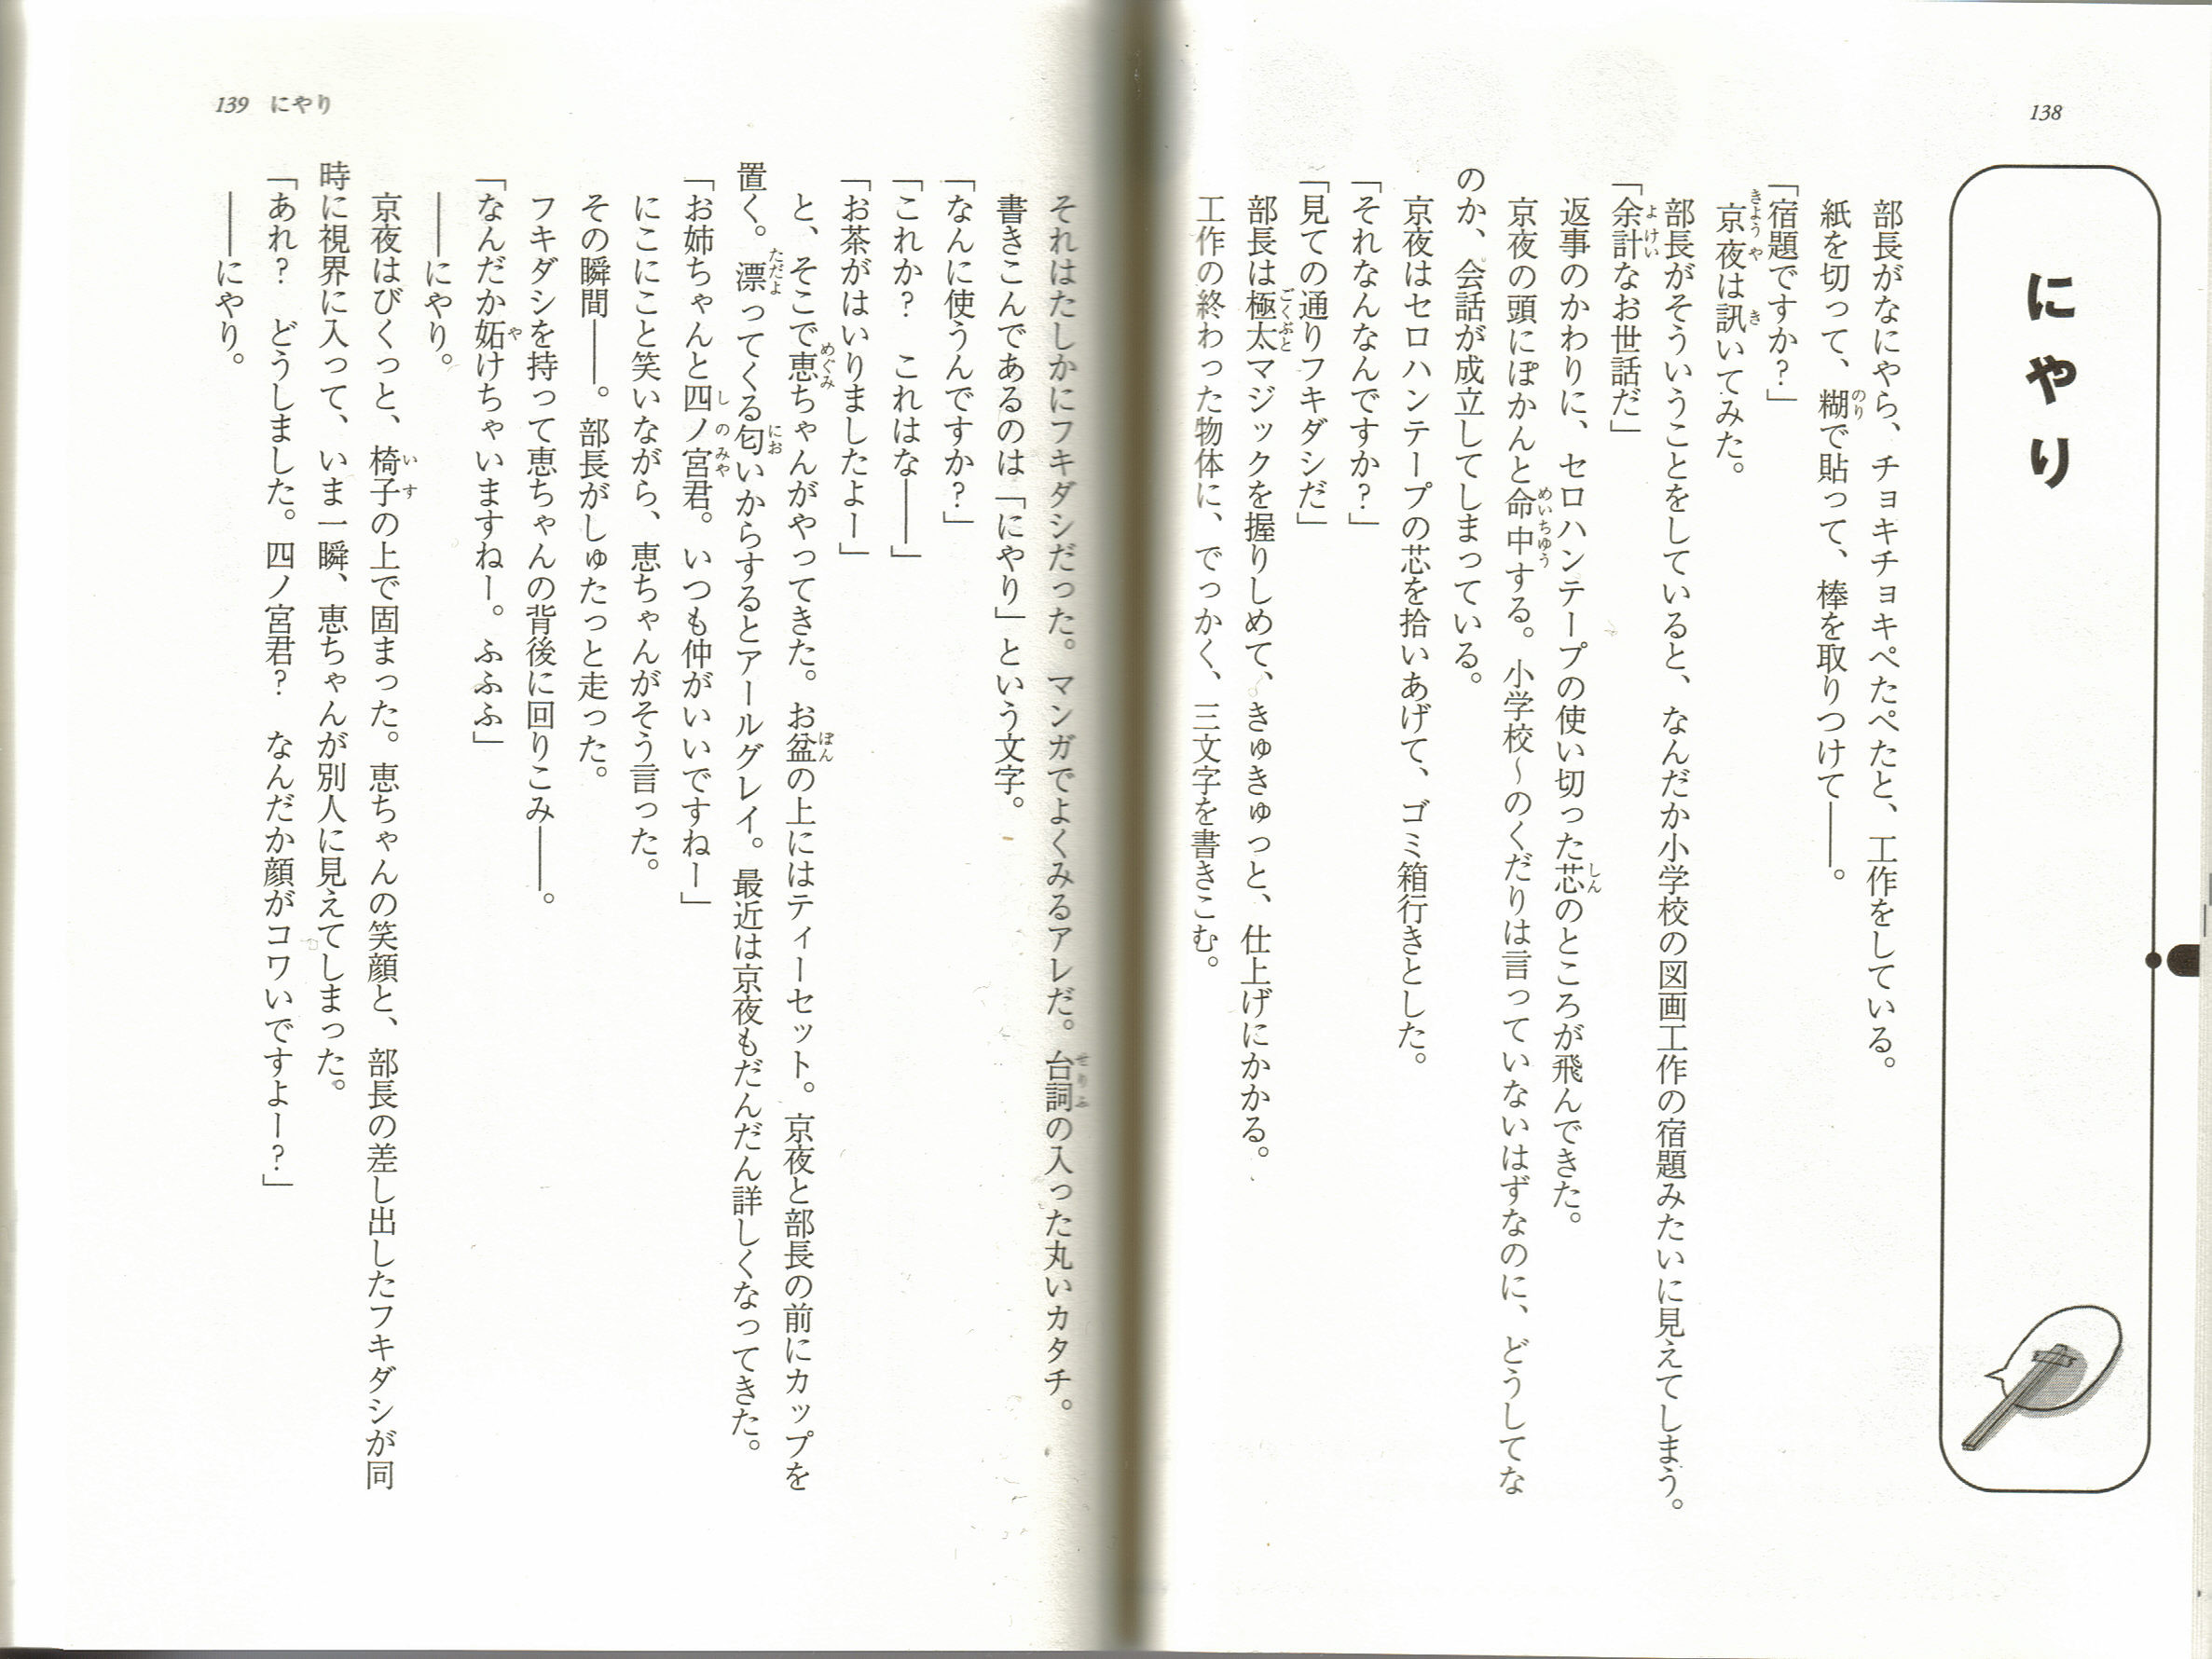 138
にやり
部長がなにやら、チョキチョキぺたぺたと、工作をしている。
紙を切って、糊で貼って、棒を取りつけて――。
「宿題ですか？」
京夜は訊いてみた。
部長がそういうことをしていると、なんだか小学校の図画工作の宿題みたいに見えてしまう。
「余計なお世話だ」
返事のかわりに、セロハンテープの使い切った芯のところが飛んできた。
京夜の頭にぽかんと命中する。小学校～のくだりは言っていないはずなのに、どうしてな
のか、会話が成立してしまっている。
京夜はセロハンテープの芯を拾いあげて、ゴミ箱行きとした。
「それなんなんですか？」
「見ての通りフキダシだ」
部長は極太マジックを握りしめて、きゅきゅっと、仕上げにかかる。
工作の終わった物体に、でっかく、三文字を書きこむ。
それはたしかにフキダシだった。マンガでよくみるアレだ。台詞の入った丸いカタチ。
書きこんであるのは「にやり」という文字。
「なんに使うんですか？」
「これか？　これはな――」
「お茶がはいりましたよー」
と、そこで恵ちゃんがやってきた。お盆の上にはティーセット。京夜と部長の前にカップを
置く。漂ってくる匂いからするとアールグレイ。最近は京夜もだんだん詳しくなってきた。
「お姉ちゃんと四ノ宮君。いつも仲がいいですねー」
にこにこと笑いながら、恵ちゃんがそう言った。
その瞬間――。部長がしゅたっと走った。
フキダシを持って恵ちゃんの背後に回りこみ――。
「なんだか妬けちゃいますねー。ふふふ」
――にやり。
京夜はびくっと、椅子の上で固まった。恵ちゃんの笑顔と、部長の差し出したフキダシが同
時に視界に入って、いま一瞬、恵ちゃんが別人に見えてしまった。
「あれ？　どうしました。四ノ宮君？　なんだか顔がコワいですよー？」
――にやり。
139 にやり